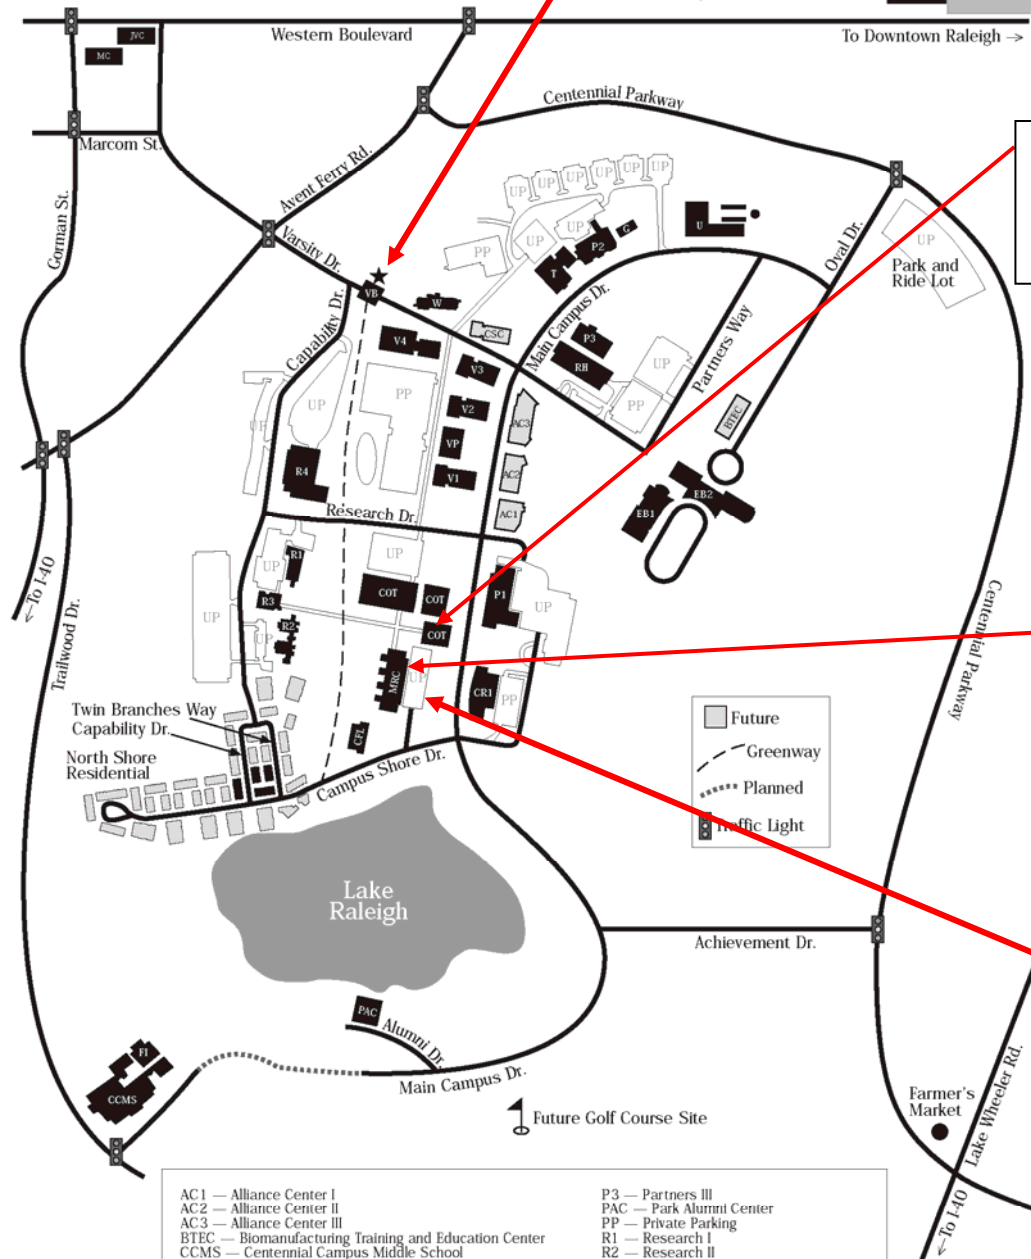 JVC
MC
Western Boulevard
To Downtown Raleigh →
Centennial Parkway
Marcom St.
Avent Ferry Rd.
Gorman St.
Varsity Dr.
UP
UP
UP
UP
UP
UP
UP
PP
P2
G
U
T
Oval Dr.
UP
Park and
Ride Lot
VB
W
Capability Dr.
CSC
V4
Main Campus Dr.
P3
RH
UP
Partners Way
V3
PP
UP
UP
PP
V2
AC3
BTEC
VP
R4
V1
AC2
EB2
EB1
AC1
Research Dr.
R1
UP
UP
←To I-40
COT
COT
P1
UP
R3
UP
R2
UP
COT
Trailwood Dr.
MRC
UP
CR1
PP
Centennial Parkway
Twin Branches Way
Capability Dr.
North Shore
Residential
CFL
Campus Shore Dr.
Future
Greenway
Planned
Traffic Light
Lake
Raleigh
Achievement Dr.
PAC
Alumni Dr.
FI
CCMS
Main Campus Dr.
Future Golf Course Site
Farmer's
Market
Lake Wheeler Rd.
←To I-40
AC1 — Alliance Center I
AC2 — Alliance Center II
AC3 — Alliance Center III
BTEC — Biomanufacturing Training and Education Center
CCMS — Centennial Campus Middle School
P3 — Partners III
PAC — Park Alumni Center
PP — Private Parking
R1 — Research I
R2 — Research II